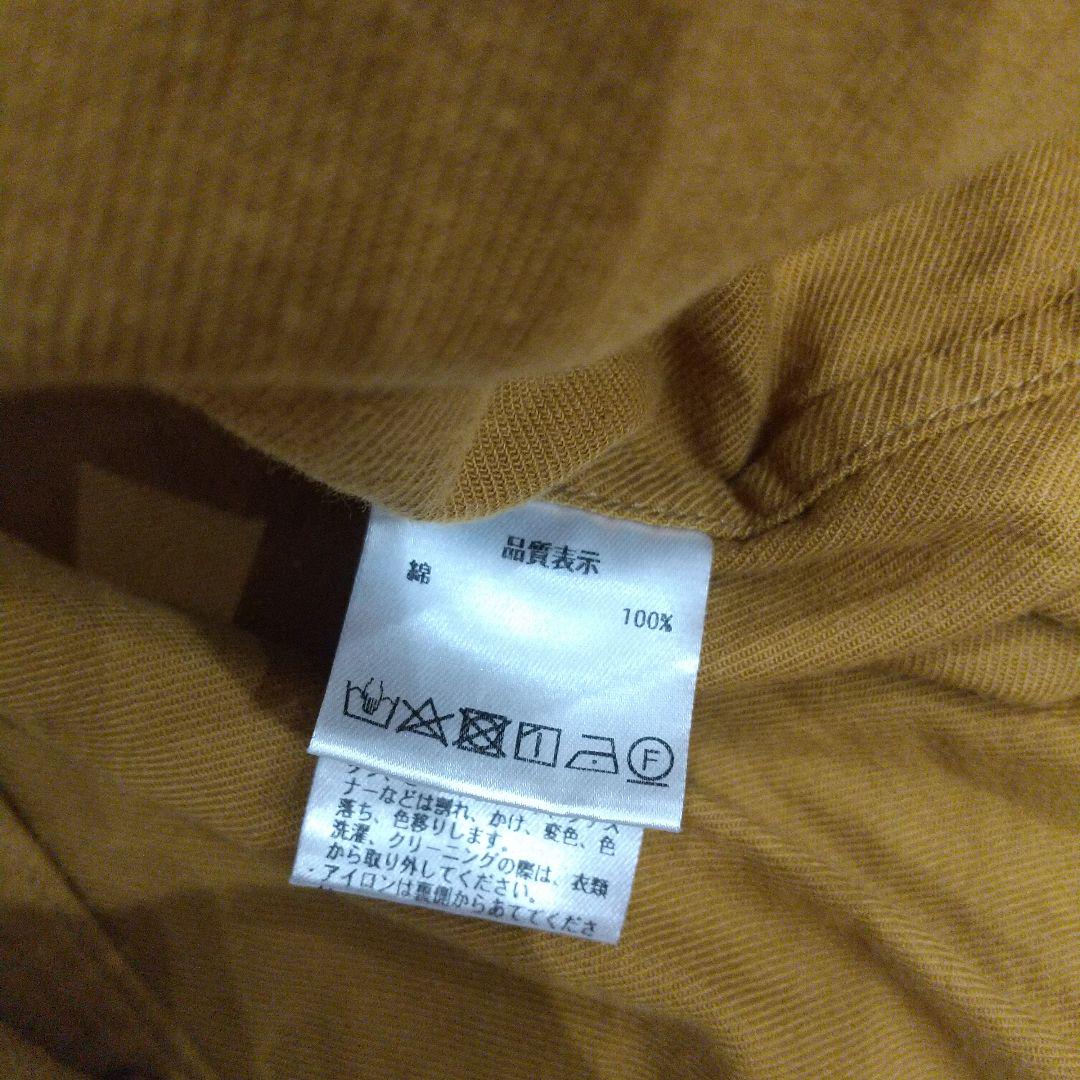 品質表示
綿
100%
F
ナーなどは割れ、かけ、変色、色
落ち、色移りします。
洗濯、クリーニングの際は、衣類
から取り外してください。
・アイロンは裏側からあててくださ